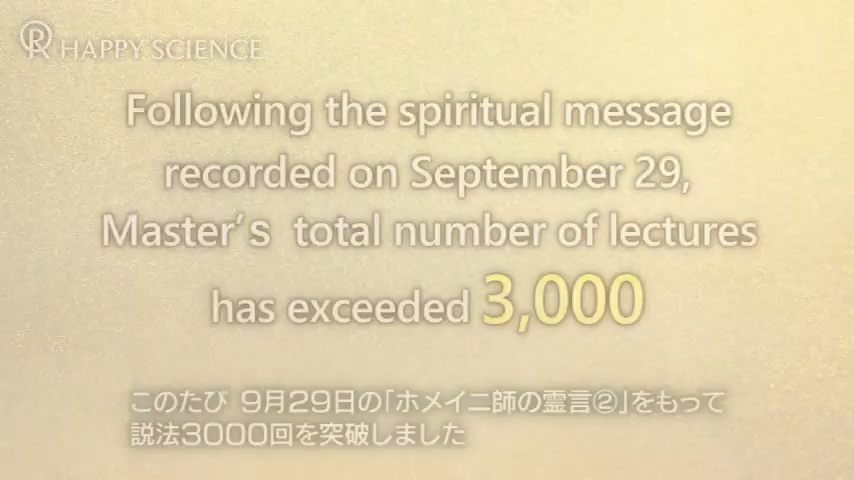 HAPPY SCIENCE
Following the spiritual message
recorded on September 29,
Master's total number of lectures
has exceeded 3,000
このたび 9月29日の「ホメイニ師の霊言②」をもって
説法3000回を突破しました